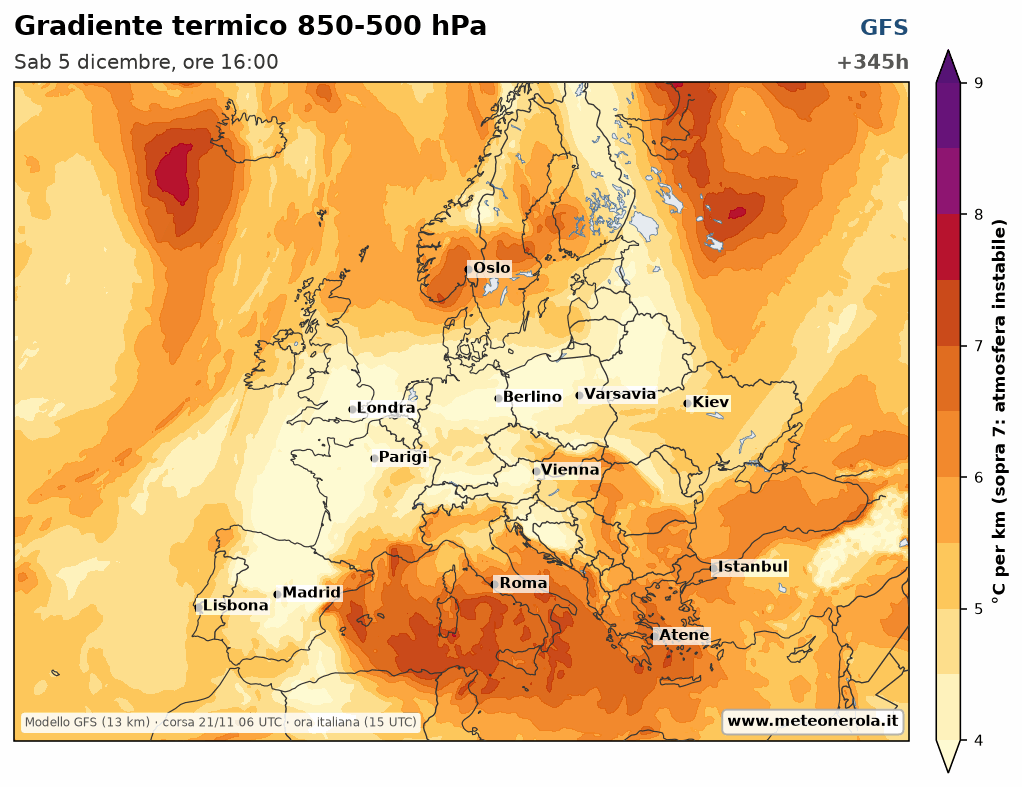 Gradiente termico 850-500 hPa
GFS
Sab 5 dicembre, ore 16:00
+345h
9
8
7
6
5
4
°C per km (sopra 7: atmosfera instabile)
Oslo
Londra
Berlino
Varsavia
Kiev
Parigi
Vienna
Istanbul
Roma
Madrid
Lisbona
Atene
Modello GFS (13 km) · corsa 21/11 06 UTC · ora italiana (15 UTC)
www.meteonerola.it